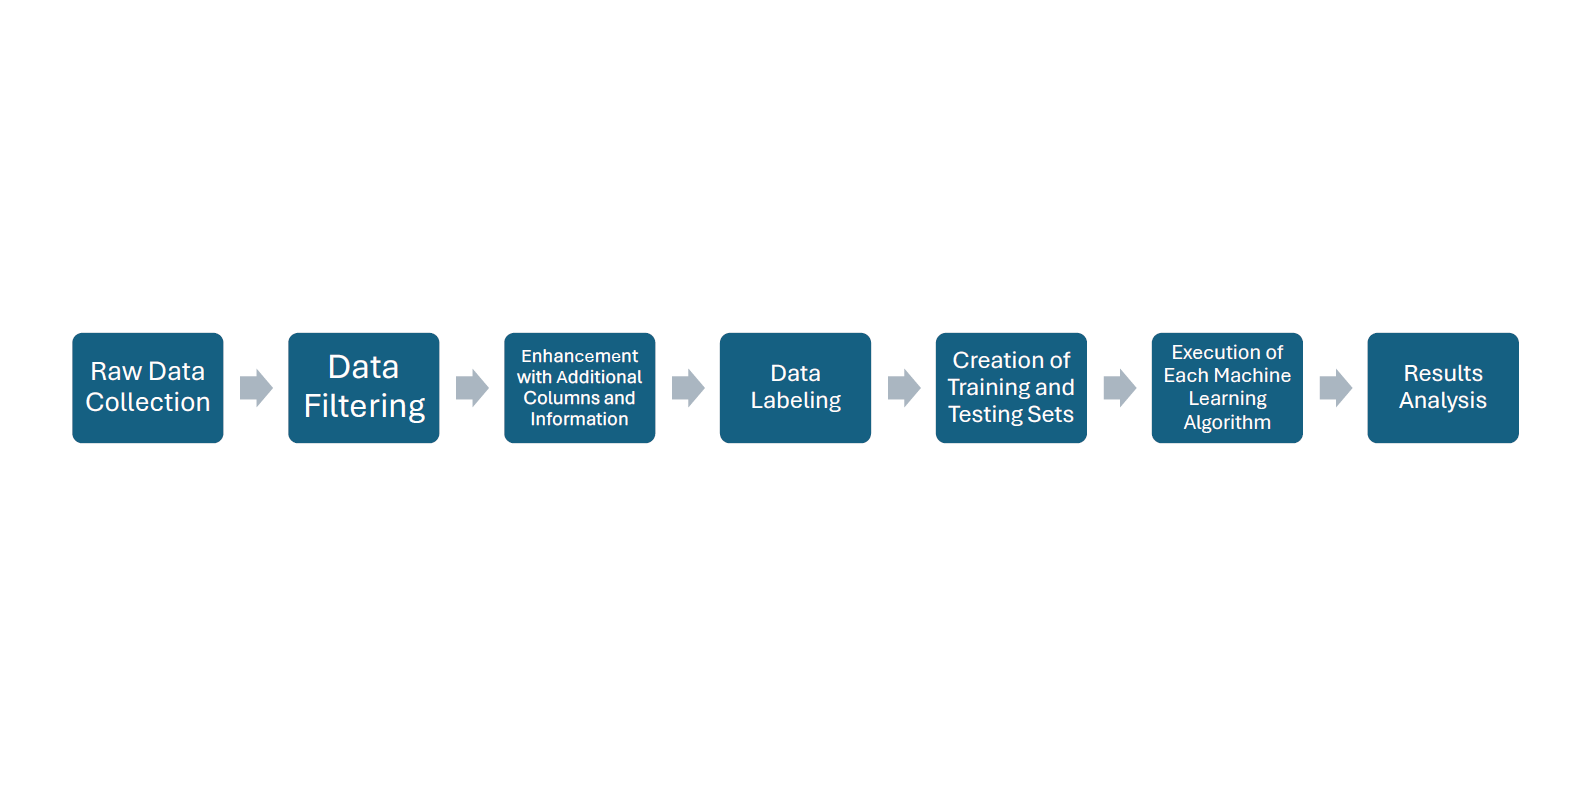 Raw Data
Collection
Data
Filtering
Enhancement
with Additional
Columns and
Information
Data
Labeling
Creation of
Training and
Testing Sets
Execution of
Each Machine
Learning
Algorithm
Results
Analysis